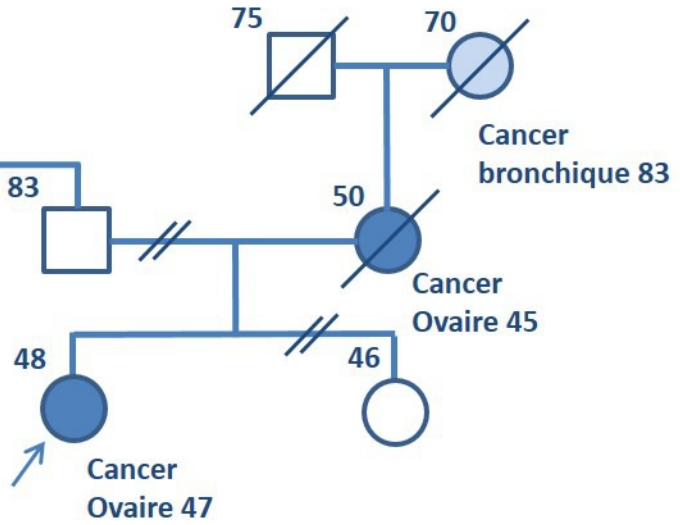 75
70
Cancer
bronchique 83
83
50
Cancer
Ovaire 45
48
46
Cancer
Ovaire 47